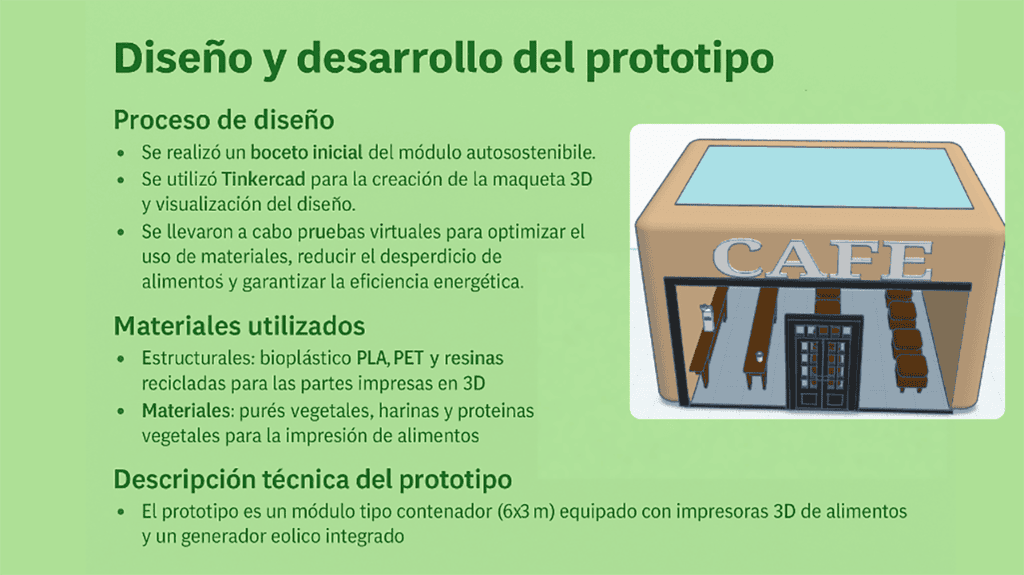 Diseño y desarrollo del prototipo
Proceso de diseño
• Se realizó un boceto inicial del módulo autosostenibile.
• Se utilizó Tinkercad para la creación de la maqueta 3D
y visualización del diseño.
• Se llevaron a cabo pruebas virtuales para optimizar el
uso de materiales, reducir el desperdicio de
alimentos y garantizar la eficiencia energética.
Materiales utilizados
• Estructurales: bioplástico PLA, PET y resinas
recicladas para las partes impresas en 3D
• Materiales: purés vegetales, harinas y proteinas
vegetales para la impresión de alimentos
Descripción técnica del prototipo
• El prototipo es un módulo tipo contenador (6x3 m) equipado con impresoras 3D de alimentos
y un generador eolico integrado
CAFE